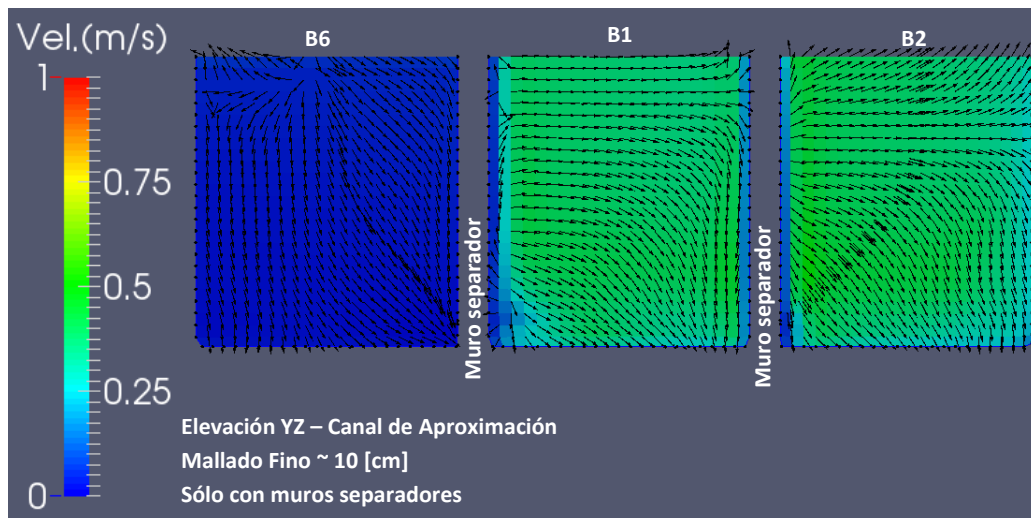 Vel.(m/s)
B6
B1
B2
1
0.75
0.5
0.25
0
Muro separador
Muro separador
Elevación YZ – Canal de Aproximación
Mallado Fino ~ 10 [cm]
Sólo con muros separadores